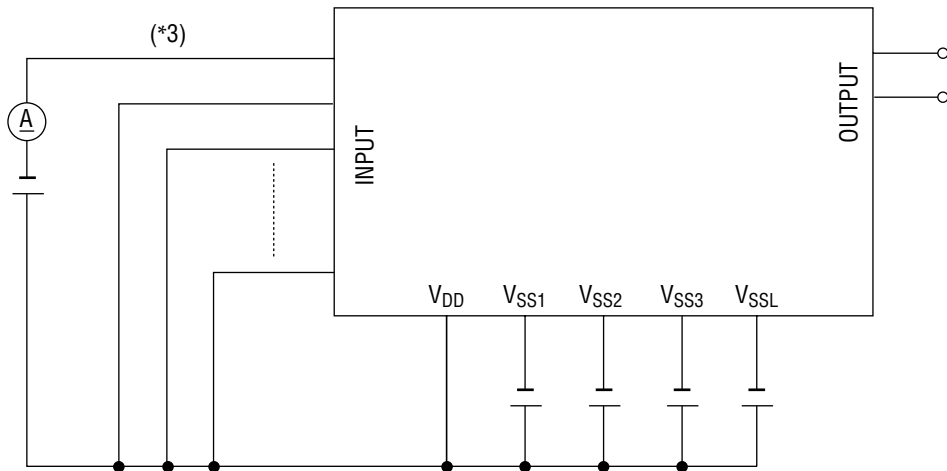 (*3)
A
INPUT
OUTPUT
VDD VSS1 VSS2 VSS3 VSSL